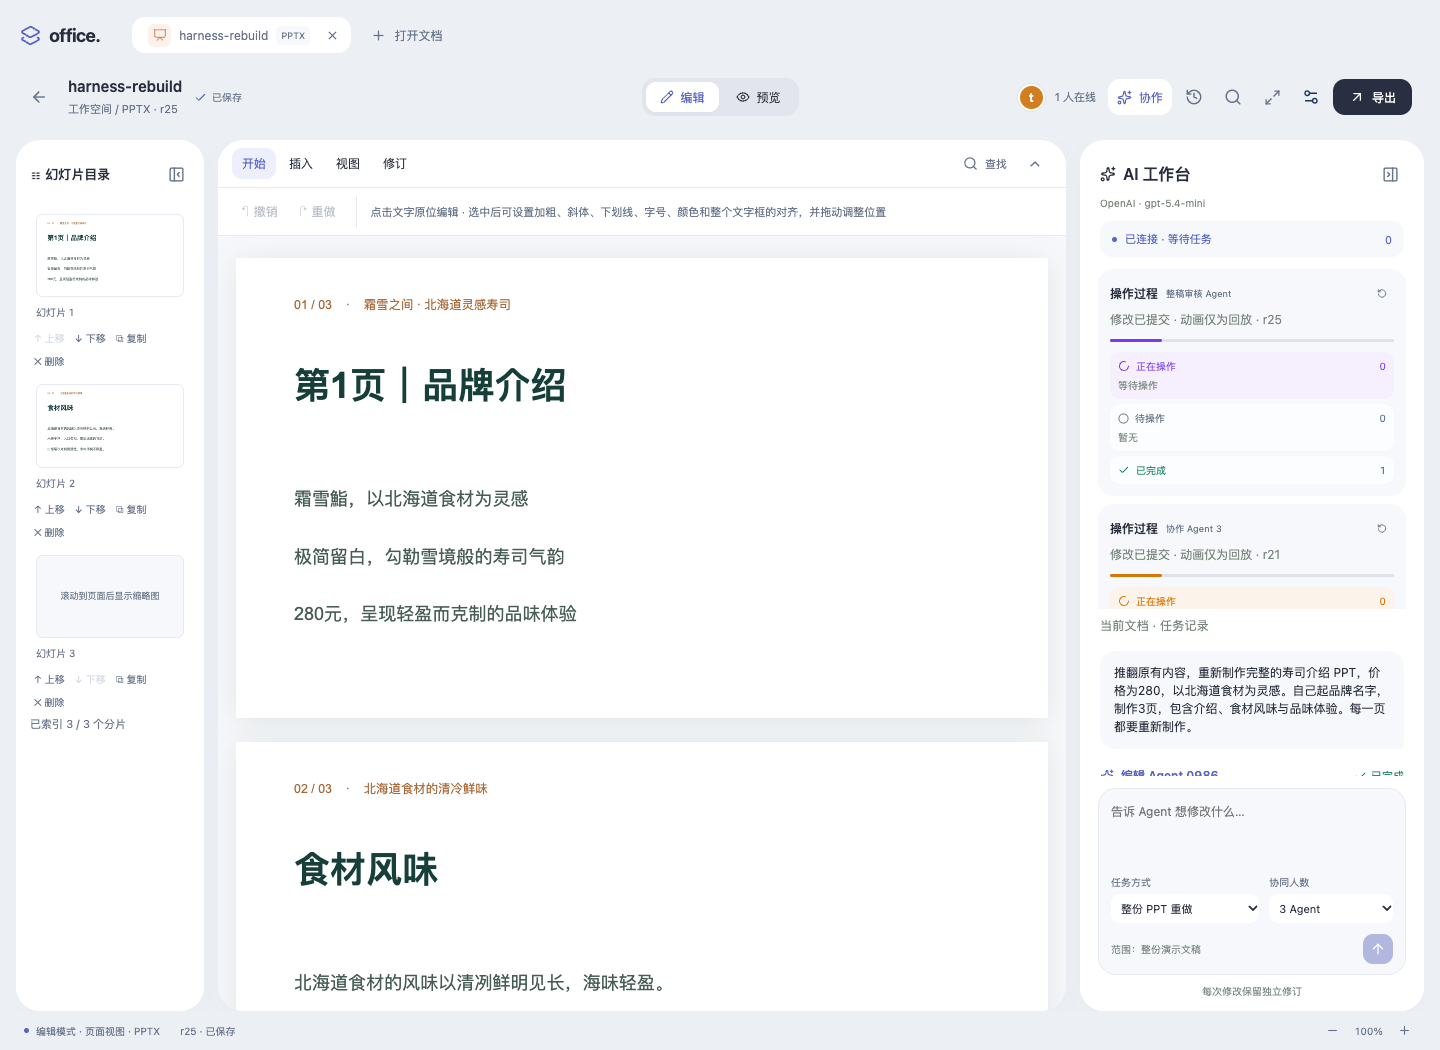 office.
harness-rebuild PPTX
打开文档
harness-rebuild
工作空间 / PPTX · r25
已保存
编辑
预览
t
1 人在线
协作
导出
幻灯片目录
第1页｜品牌介绍
幻灯片 1
上移 下移 复制
删除
食材风味
幻灯片 2
上移 下移 复制
删除
滚动到页面后显示缩略图
幻灯片 3
上移 下移 复制
删除
已索引 3 / 3 个分片
开始 插入 视图 修订
查找
撤销 重做
点击文字原位编辑 · 选中后可设置加粗、斜体、下划线、字号、颜色和整个文字框的对齐，并拖动调整位置
01 / 03 · 霜雪之间 · 北海道灵感寿司
第1页｜品牌介绍
霜雪鮨，以北海道食材为灵感
极简留白，勾勒雪境般的寿司气韵
280元，呈现轻盈而克制的品味体验
02 / 03 · 北海道食材的清冷鲜味
食材风味
北海道食材的风味以清冽鲜明见长，海味轻盈。
AI 工作台
OpenAI · gpt-5.4-mini
已连接 · 等待任务 0
操作过程 整稿审核 Agent
修改已提交 · 动画仅为回放 · r25
正在操作 0
等待操作
待操作 0
暂无
已完成 1
操作过程 协作 Agent 3
修改已提交 · 动画仅为回放 · r21
正在操作 0
当前文档 · 任务记录
推翻原有内容，重新制作完整的寿司介绍 PPT，价
格为280，以北海道食材为灵感。自己起品牌名字，
制作3页，包含介绍、食材风味与品味体验。每一页
都要重新制作。
编辑 Agent 0986 已完成
告诉 Agent 想修改什么...
任务方式 协同人数
整份 PPT 重做 3 Agent
范围：整份演示文稿
每次修改保留独立修订
编辑模式 · 页面视图 · PPTX r25 · 已保存
100%